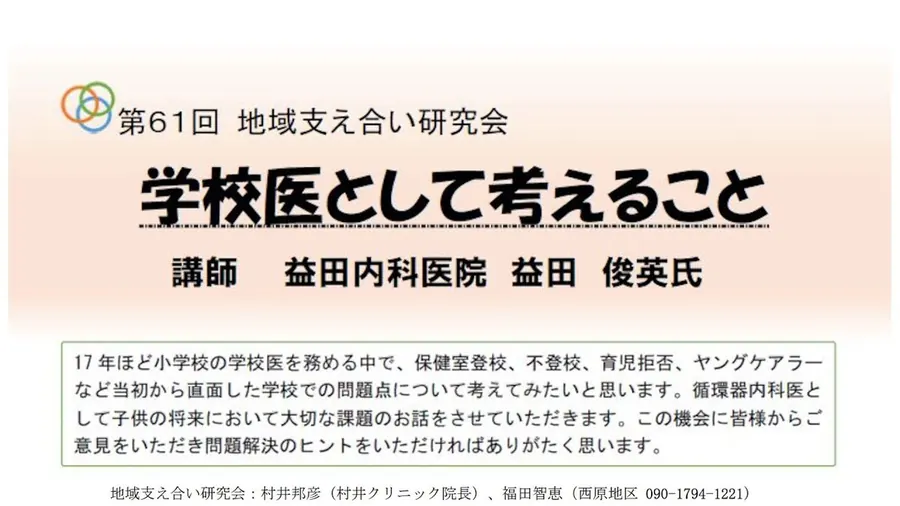 第61回 地域支え合い研究会
学校医として考えること
講師 益田内科医院 益田 俊英氏
17年ほど小学校の学校医を務める中で、保健室登校、不登校、育児拒否、ヤングケアラー
など当初から直面した学校での問題点について考えてみたいと思います。循環器内科医と
して子供の将来において大切な課題のお話をさせていただきます。この機会に皆様からご
意見をいただき問題解決のヒントをいただければありがたく思います。
地域支え合い研究会：村井邦彦（村井クリニック院長）、福田智恵（西原地区 090-1794-1221）